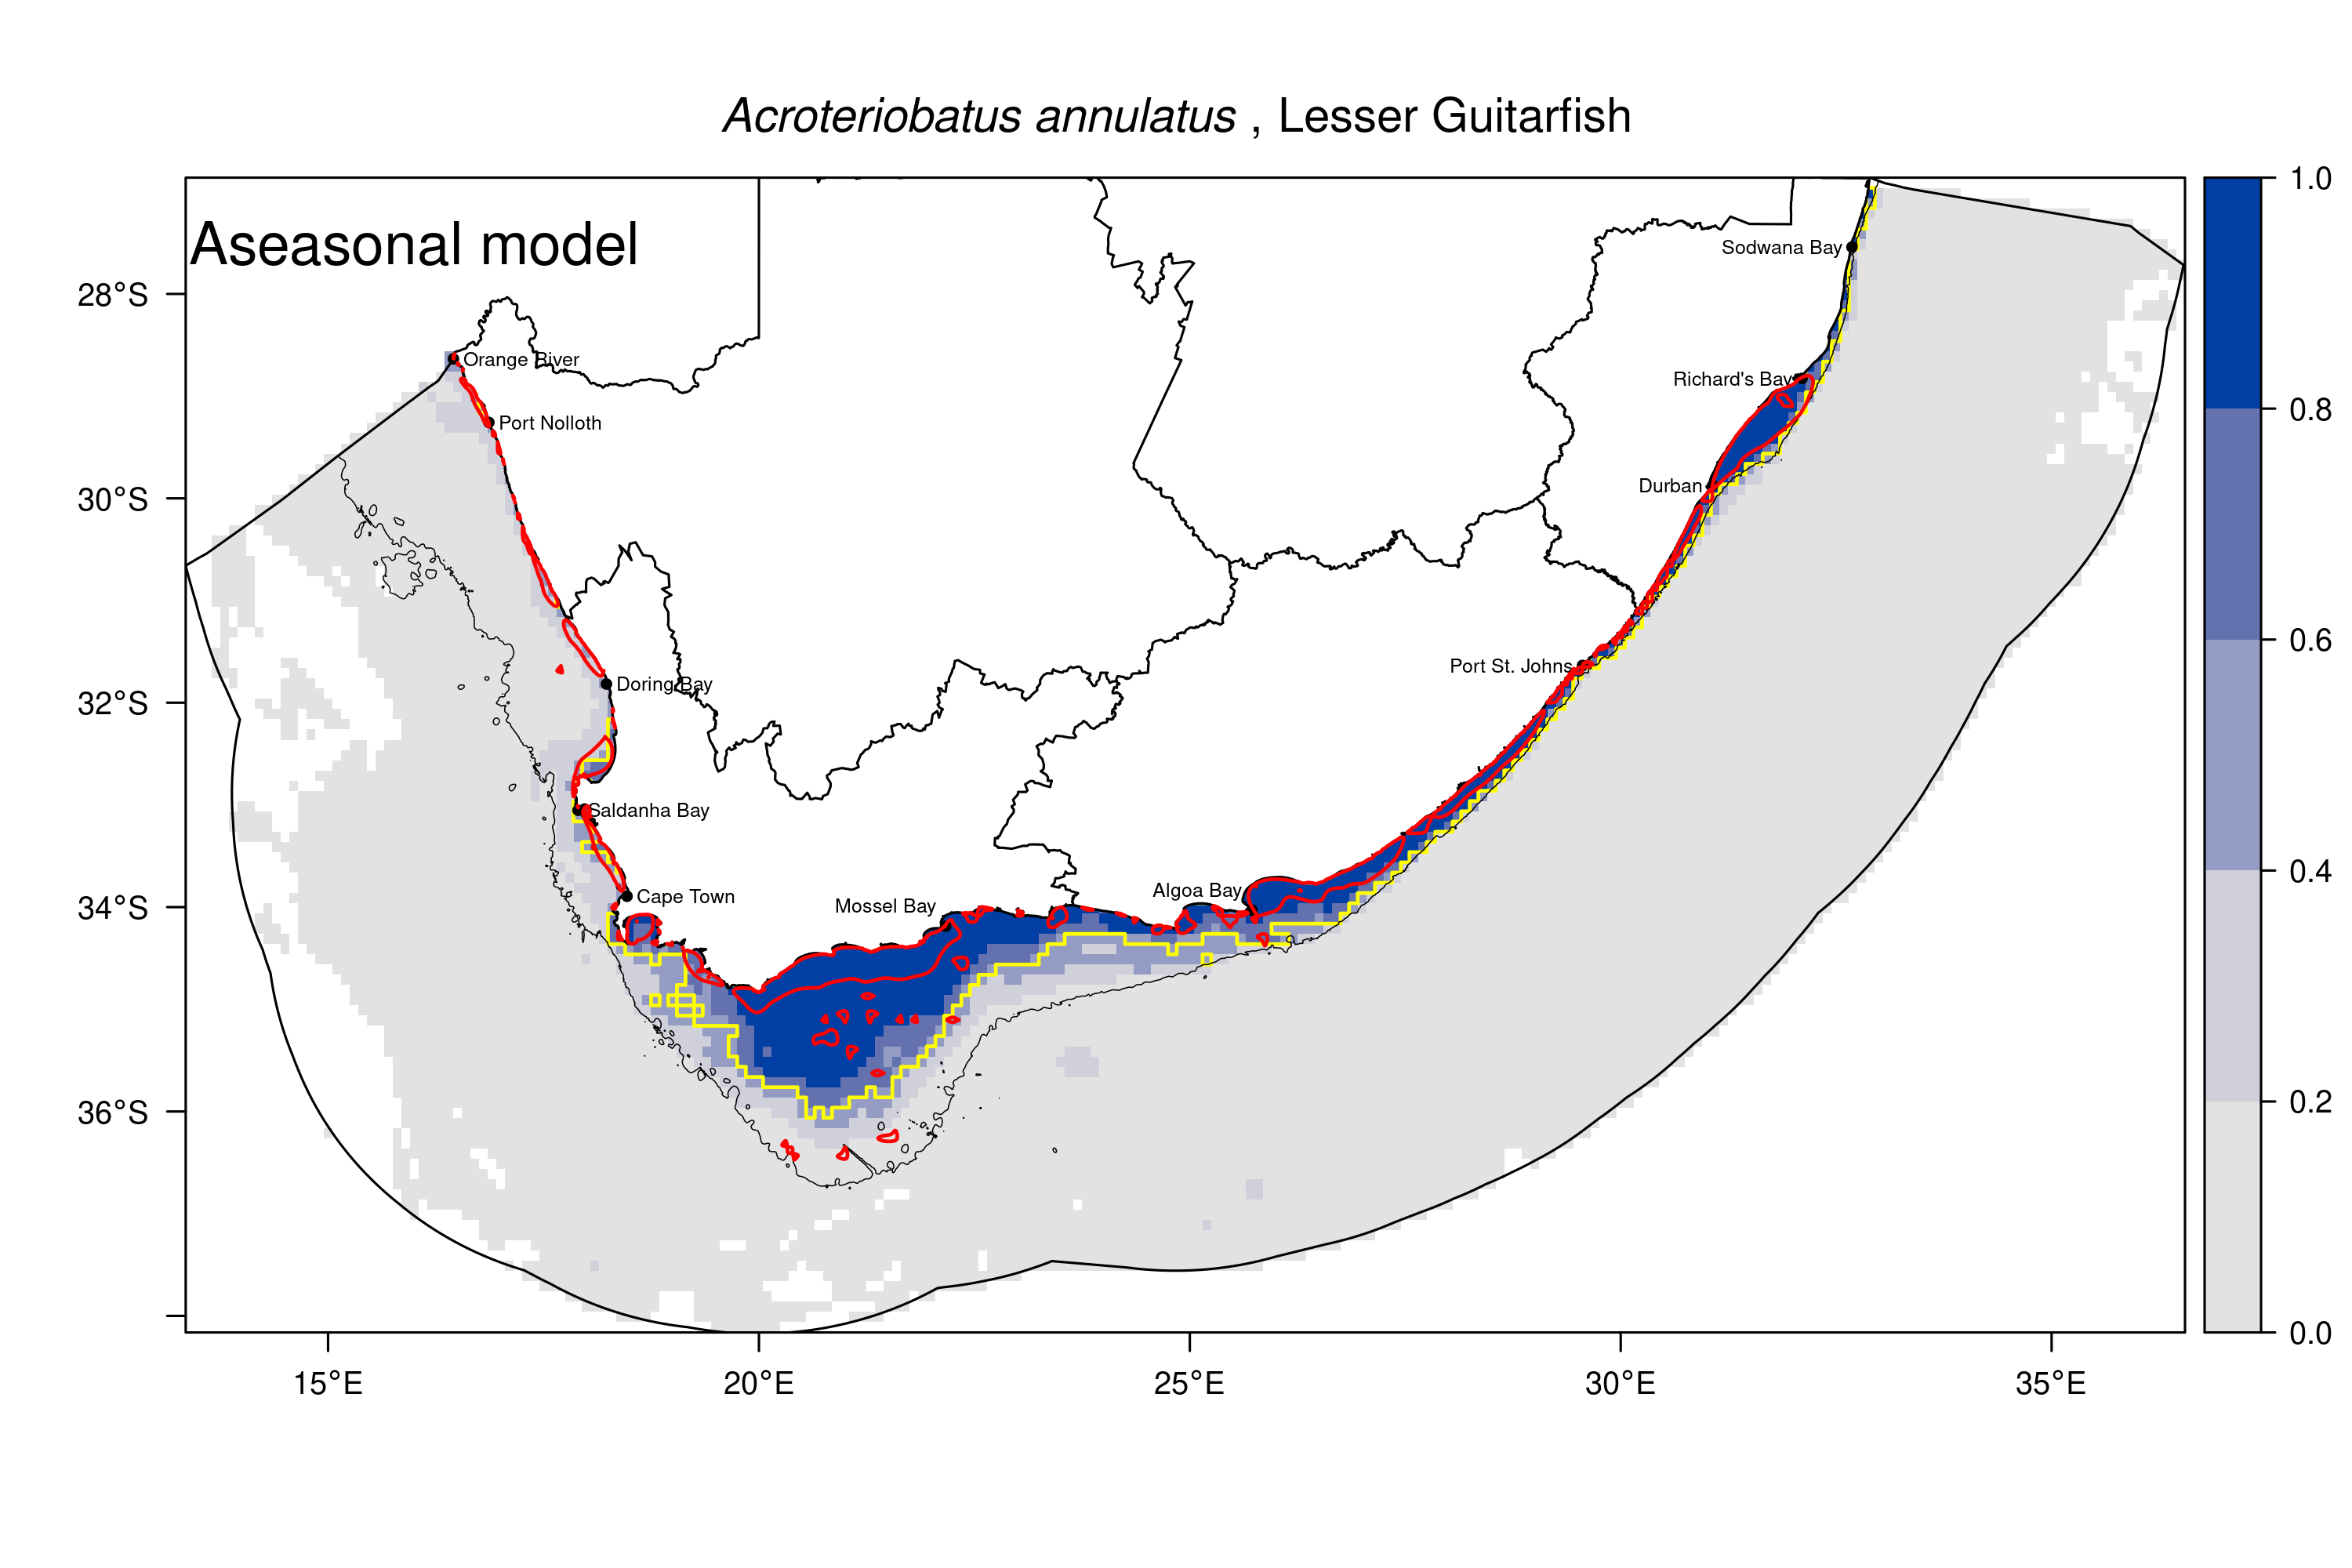 Acroteriobatus annulatus , Lesser Guitarfish
Aseasonal model
1.0
0.8
0.6
0.4
0.2
0.0
28°S
30°S
32°S
34°S
36°S
15°E
20°E
25°E
30°E
35°E
Sodwana Bay
Orange River
Richard's Bay
Port Nolloth
Durban
Port St. Johns
Doring Bay
Saldanha Bay
Algoa Bay
Cape Town
Mossel Bay